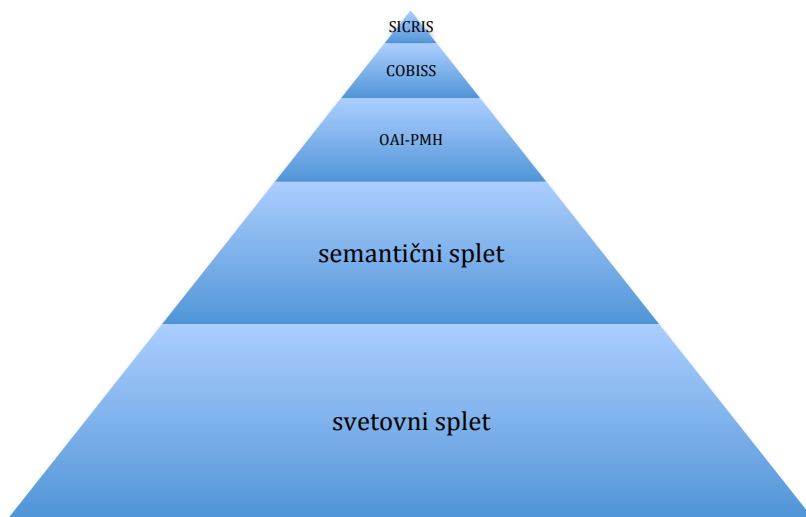 SICRIS
COBISS
OAI-PMH
semantični splet
svetovni splet